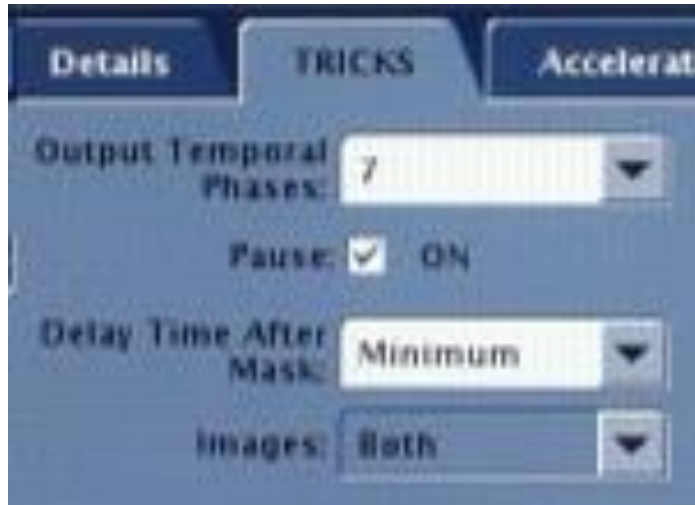 Details TRICKS Accelerat
Output Temporal
Phases: 7
Pause: ON
Delay Time After
Mask: Minimum
Images: Both